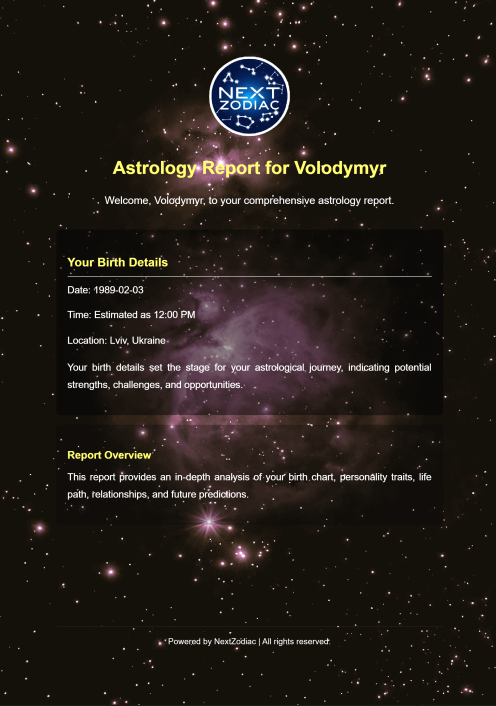 NEXT
ZODIAC
Astrology Report for Volodymyr
Welcome, Volodymyr, to your comprehensive astrology report.
Your Birth Details
Date: 1989-02-03
Time: Estimated as 12:00 PM
Location: Lviv, Ukraine
Your birth details set the stage for your astrological journey, indicating potential
strengths, challenges, and opportunities.
Report Overview
This report provides an in-depth analysis of your birth chart, personality traits, life
path, relationships, and future predictions.
Powered by NextZodiac | All rights reserved.